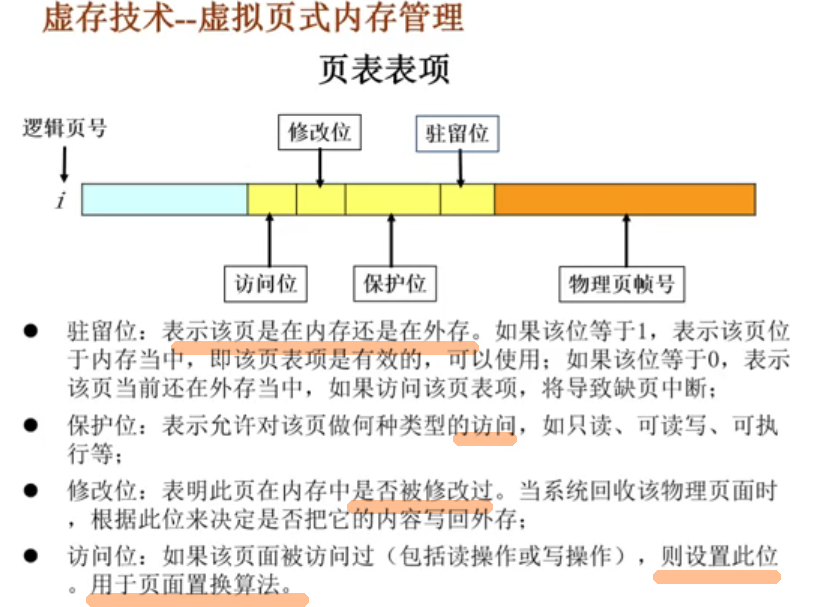 虚存技术--虚拟页式内存管理
页表表项
逻辑页号
修改位
驻留位
i
访问位
保护位
物理页帧号
● 驻留位：表示该页是在内存还是在外存。如果该位等于1，表示该页位
于内存当中，即该页表项是有效的，可以使用；如果该位等于0，表示
该页当前还在外存当中，如果访问该页表项，将导致缺页中断；
● 保护位：表示允许对该页做何种类型的访问，如只读、可读写、可执
行等；
● 修改位：表明此页在内存中是否被修改过。当系统回收该物理页面时
，根据此位来决定是否把它的内容写回外存；
● 访问位：如果该页面被访问过（包括读操作或写操作），则设置此位
。用于页面置换算法。